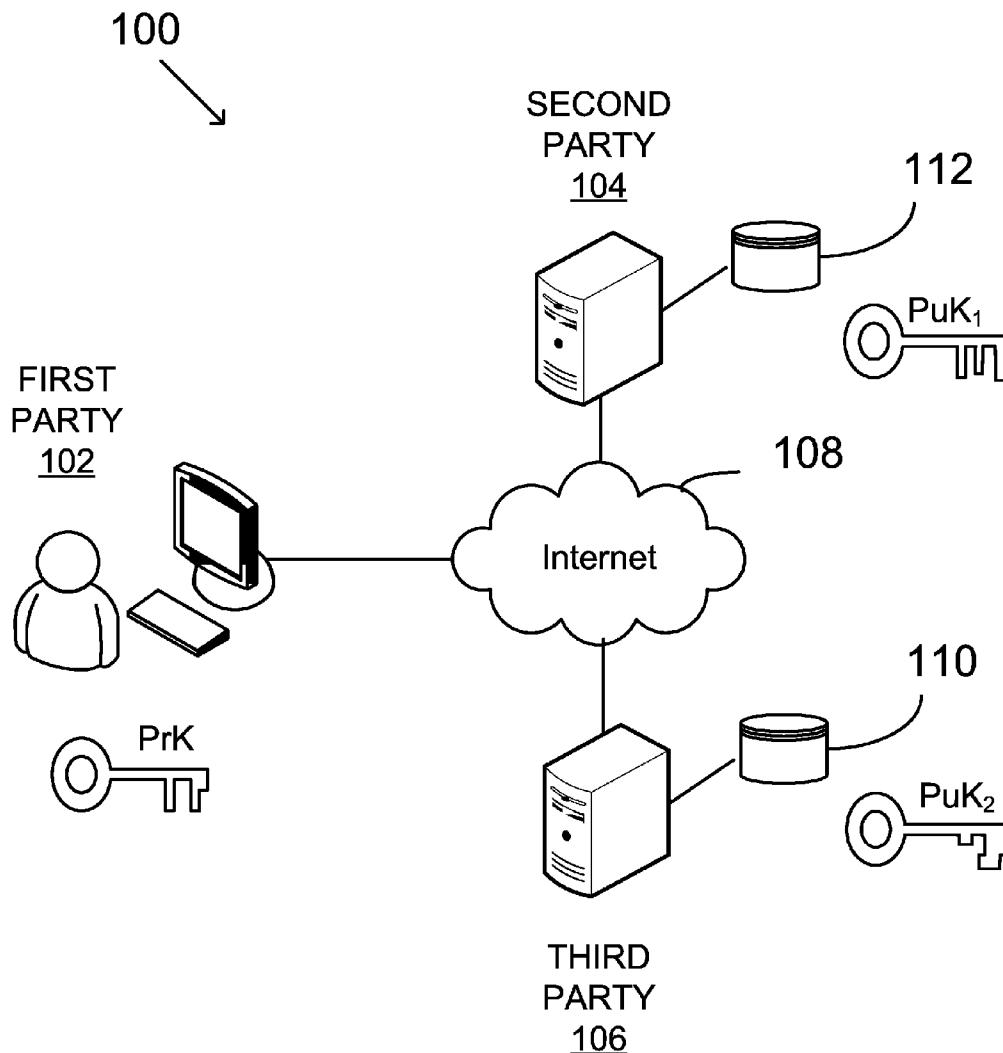 100
SECOND
PARTY
104
112
PuK₁
FIRST
PARTY
102
108
Internet
110
PrK
PuK₂
THIRD
PARTY
106